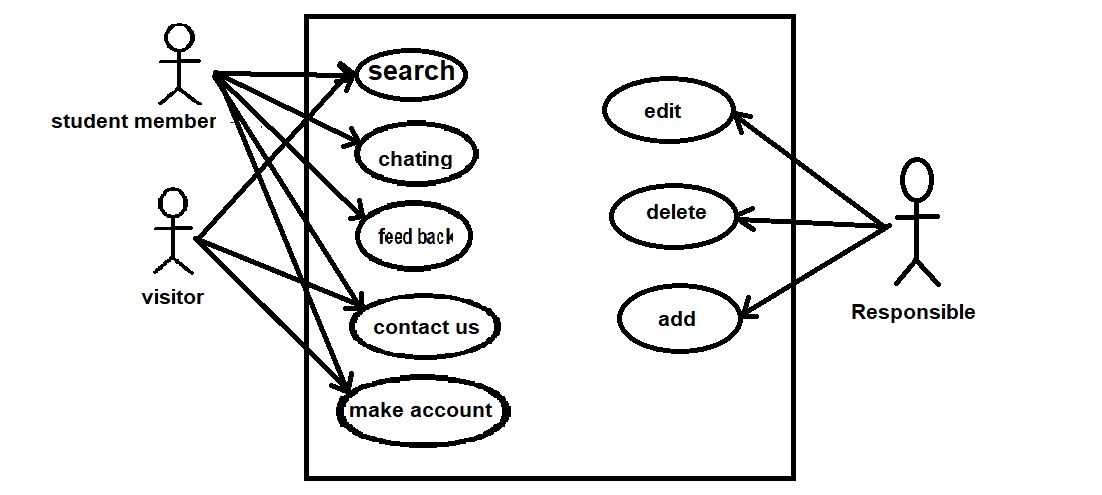 student member
visitor
search
chating
feed back
contact us
make account
edit
delete
add
Responsible